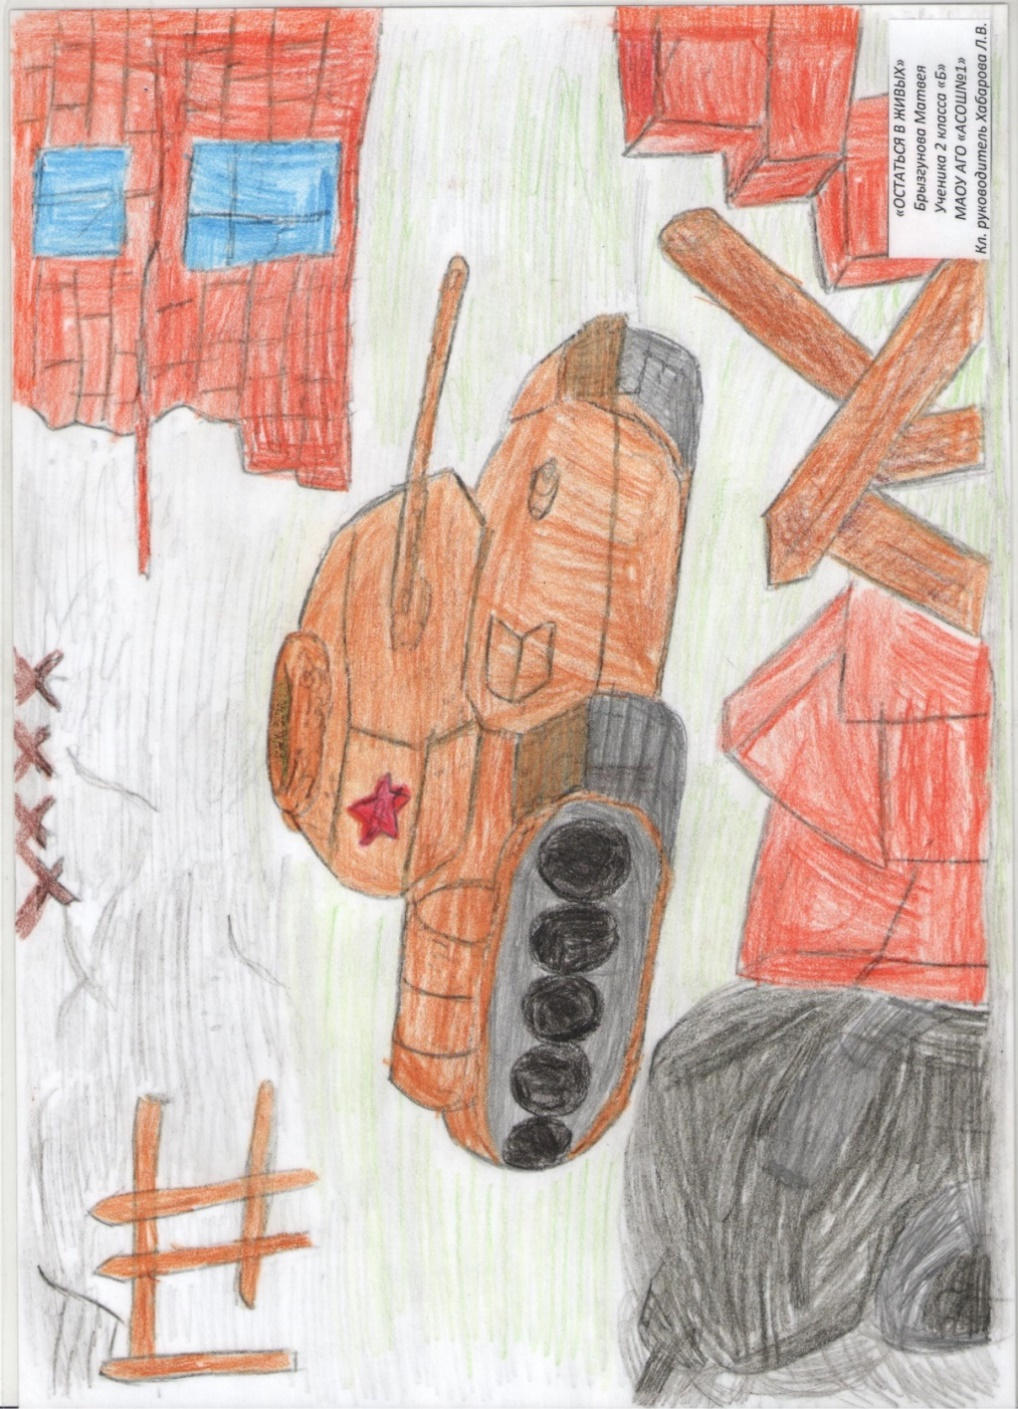 «ОСТАТЬСЯ В ЖИВЫХ»
Брызгунова Матвея
Ученика 2 класса «Б»
МАОУ АГО «АСОШ№1»
Кл. руководитель Хабарова Л.В.